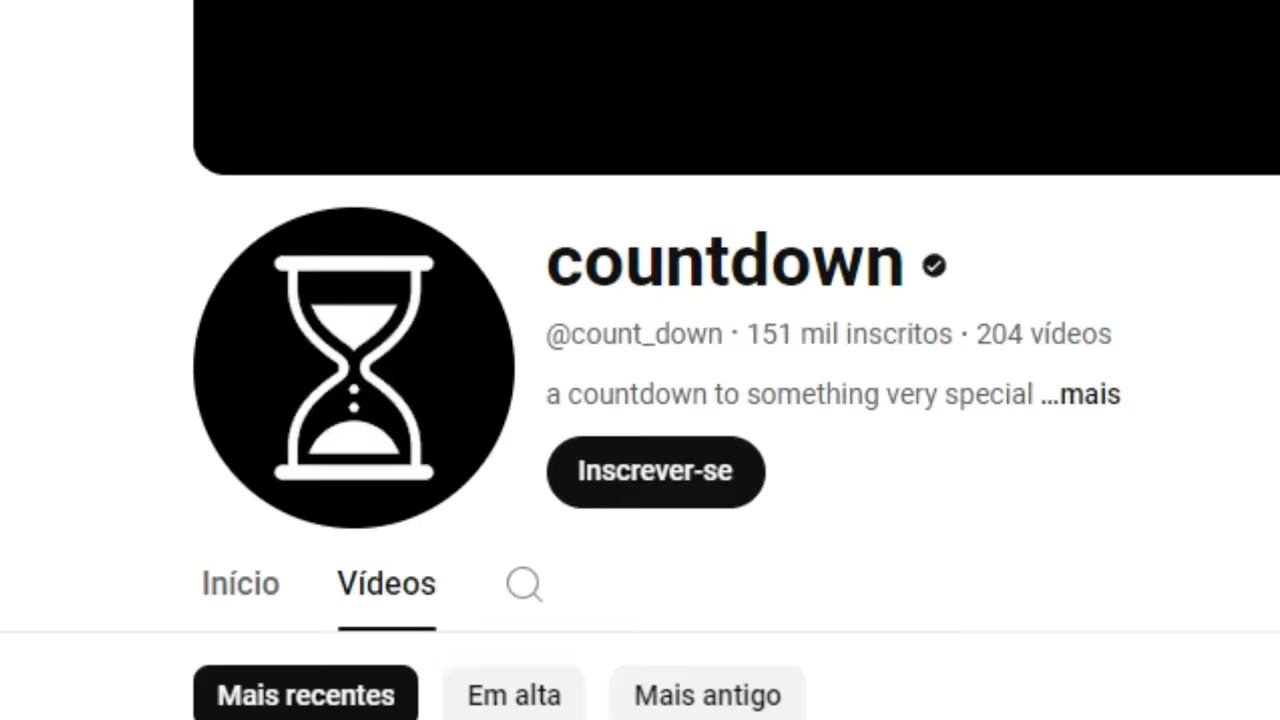 countdown
@count_down · 151 mil inscritos · 204 vídeos
a countdown to something very special ...mais
Inscrever-se
Início Vídeos
Mais recentes Em alta Mais antigo